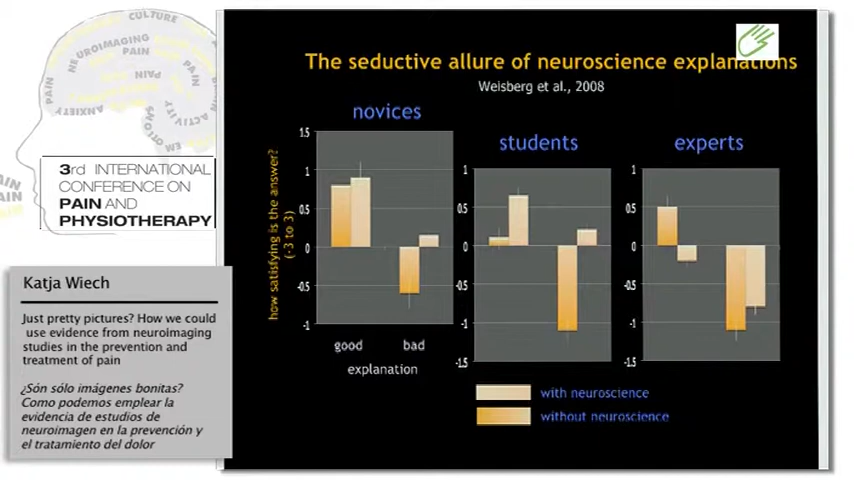 CULTURE
NEUROIMAGING
PAIN
PAIN
PAIN
PAIN
ANXIETY
ACTIVITY
3rd INTERNATIONAL
CONFERENCE ON
PAIN AND
PHYSIOTHERAPY
Katja Wiech
Just pretty pictures? How we could
use evidence from neuroimaging
studies in the prevention and
treatment of pain
¿Són sólo imágenes bonitas?
Como podemos emplear la
evidencia de estudios de
neuroimagen en la prevención y
el tratamiento del dolor
The seductive allure of neuroscience explanations
Weisberg et al., 2008
novices
students
experts
how satisfying is the answer?
(-3 to 3)
1.5
1
0.5
0
-0.5
-1
good bad
explanation
1
0.5
0
-0.5
-1
-1.5
1
0.5
0
-0.5
-1
-1.5
with neuroscience
without neuroscience